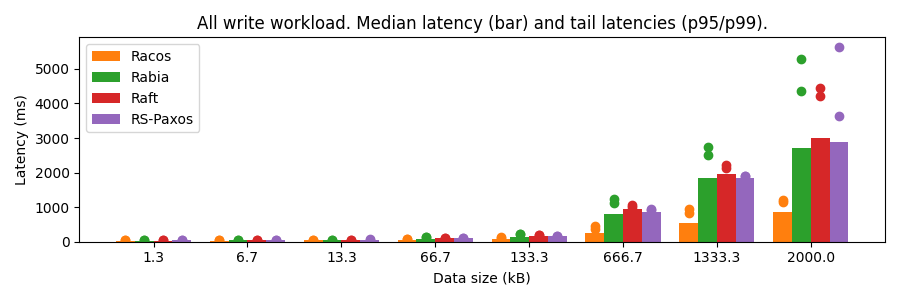 All write workload. Median latency (bar) and tail latencies (p95/p99).
Latency (ms)
5000
4000
3000
2000
1000
0
Racos
Rabia
Raft
RS-Paxos
1.3 6.7 13.3 66.7 133.3 666.7 1333.3 2000.0
Data size (kB)